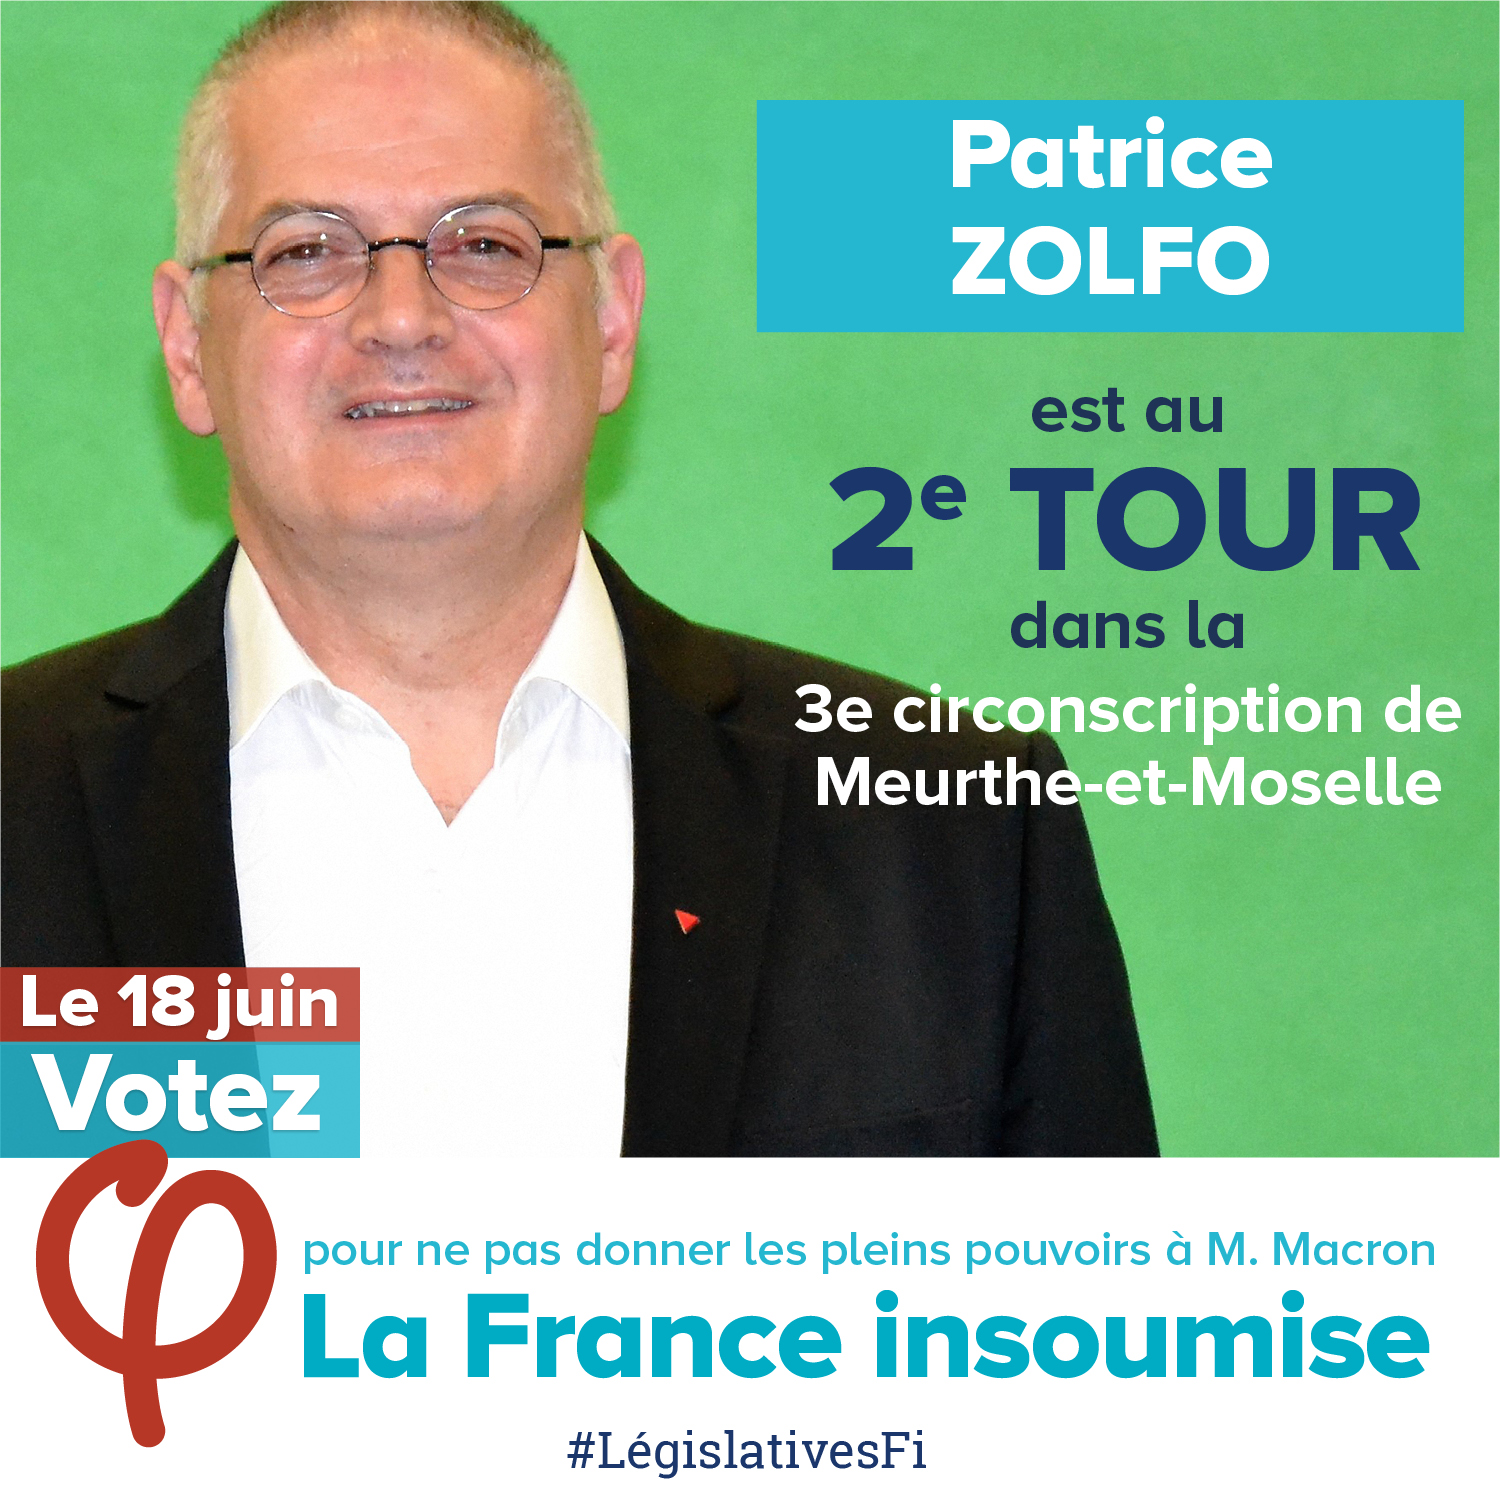 Patrice
ZOLFO
est au
2e TOUR
dans la
3e circonscription de
Meurthe-et-Moselle
Le 18 juin
Votez
φ
pour ne pas donner les pleins pouvoirs à M. Macron
La France insoumise
#LégislativesFi